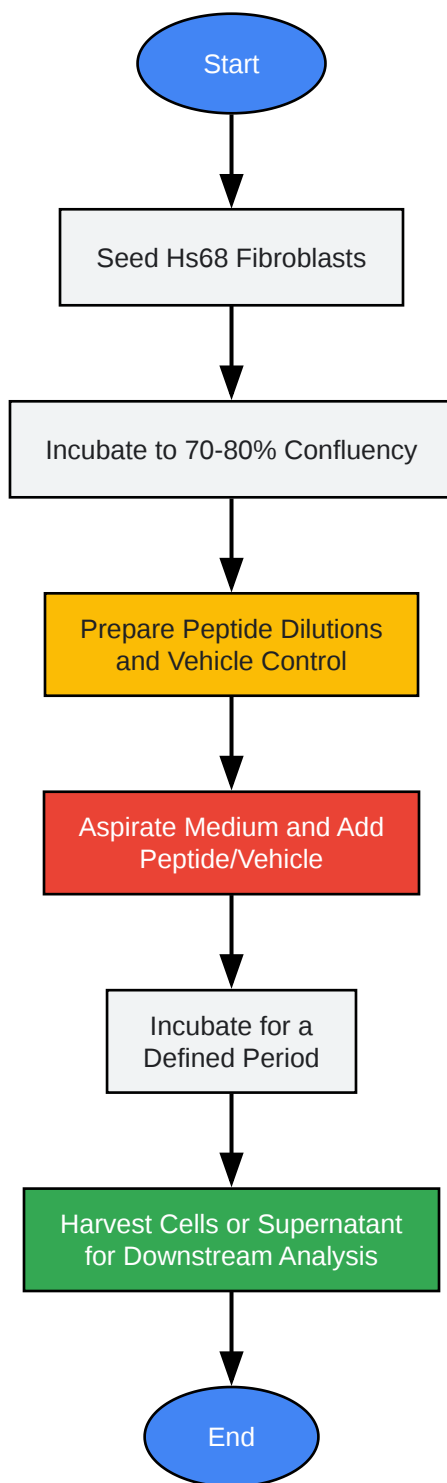 Start
Seed Hs68 Fibroblasts
Incubate to 70-80% Confluency
Prepare Peptide Dilutions
and Vehicle Control
Aspirate Medium and Add
Peptide/Vehicle
Incubate for a
Defined Period
Harvest Cells or Supernatant
for Downstream Analysis
End